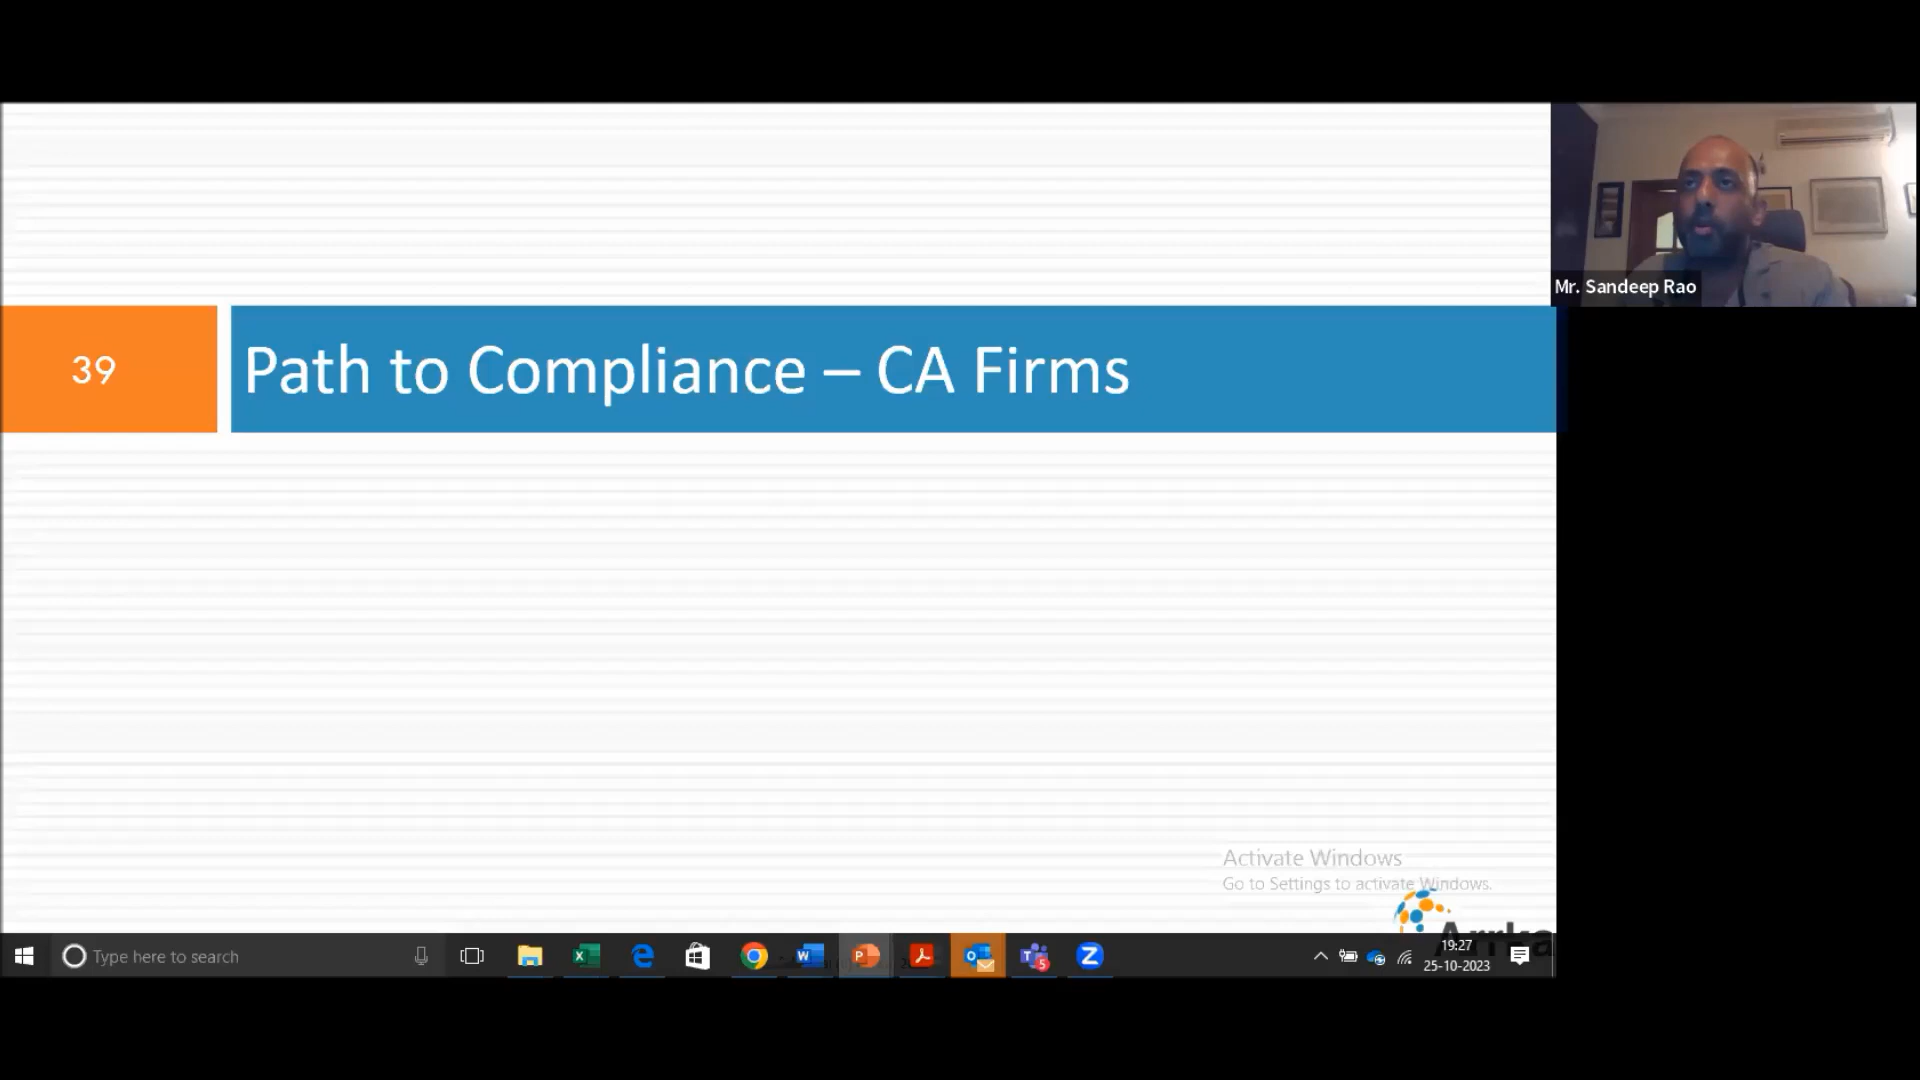 Mr. Sandeep Rao
39
Path to Compliance – CA Firms
Activate Windows
Go to Settings to activate Windows.
Arrka
Type here to search
19:27
25-10-2023